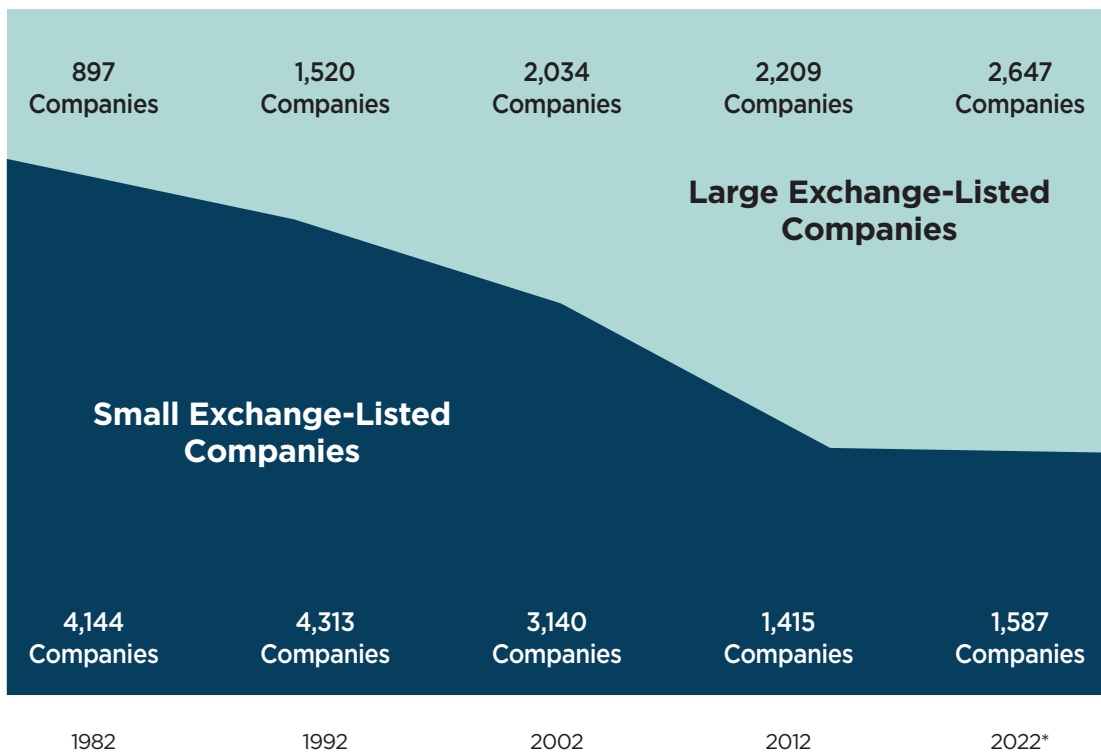 897
Companies
1,520
Companies
2,034
Companies
2,209
Companies
2,647
Companies
Large Exchange-Listed
Companies
Small Exchange-Listed
Companies
4,144
Companies
4,313
Companies
3,140
Companies
1,415
Companies
1,587
Companies
1982
1992
2002
2012
2022*